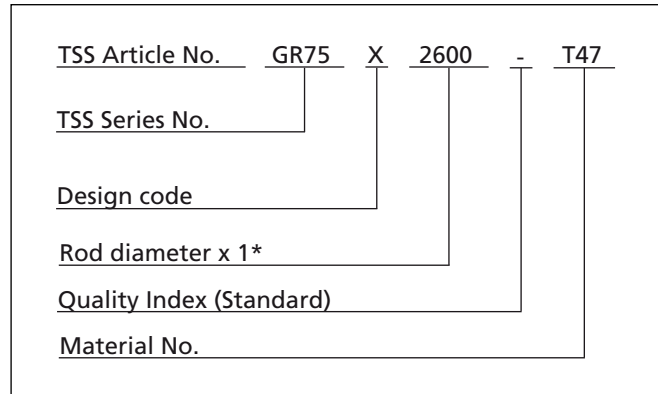 TSS Article No. GR75 X 2600 - T47
TSS Series No.
Design code
Rod diameter x 1*
Quality Index (Standard)
Material No.